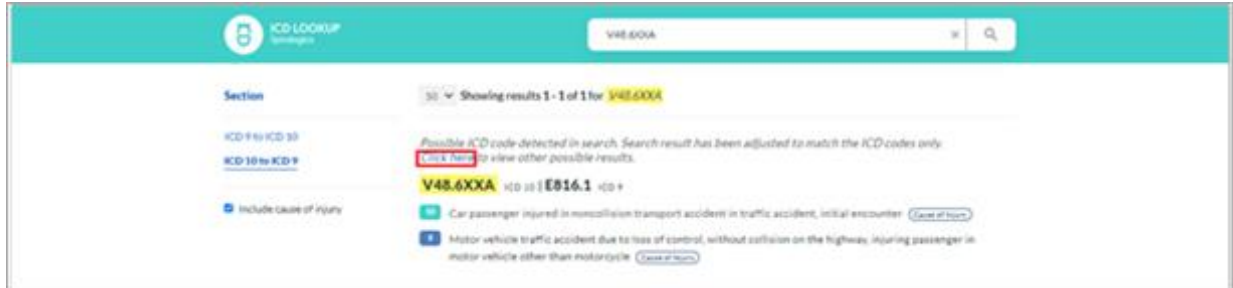 ICD LOOKUP
V48.6XXA
Section
50 Showing results 1 - 1 of 1 for V48.6XXA
ICD 9 to ICD 10
ICD 10 to ICD 9
Include cause of injury
Possible ICD code detected in search. Search result has been adjusted to match the ICD codes only.
Click here to view other possible results.
V48.6XXA ICD 10 | E816.1 ICD 9
10 Car passenger injured in noncollision transport accident in traffic accident, initial encounter Cause of Injury
9 Motor vehicle traffic accident due to loss of control, without collision on the highway, injuring passenger in
motor vehicle other than motorcycle Cause of Injury